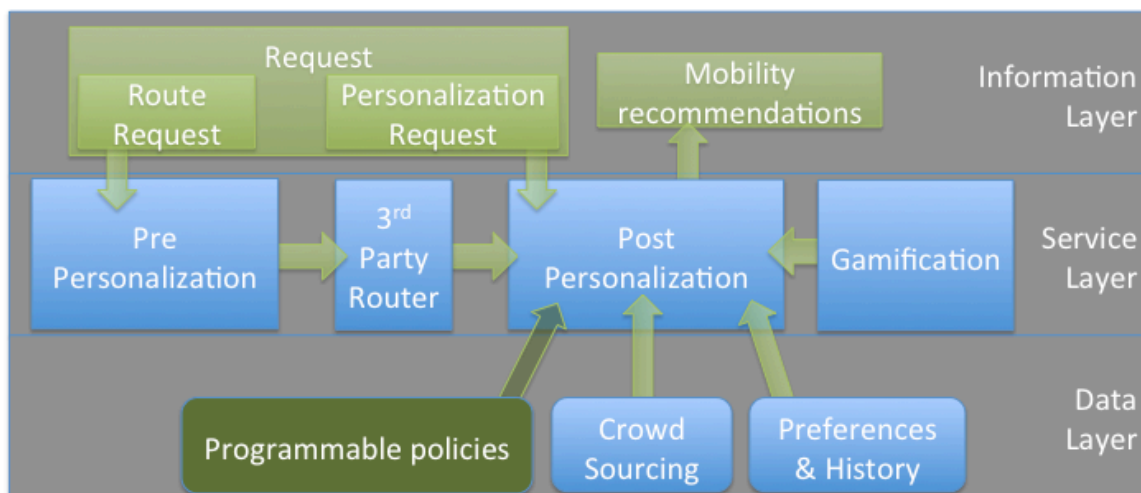 Request
Route
Request
Personalization
Request
Mobility
recommendations
Information
Layer
Pre
Personalization
3rd
Party
Router
Post
Personalization
Gamification
Service
Layer
Programmable policies
Crowd
Sourcing
Preferences
& History
Data
Layer